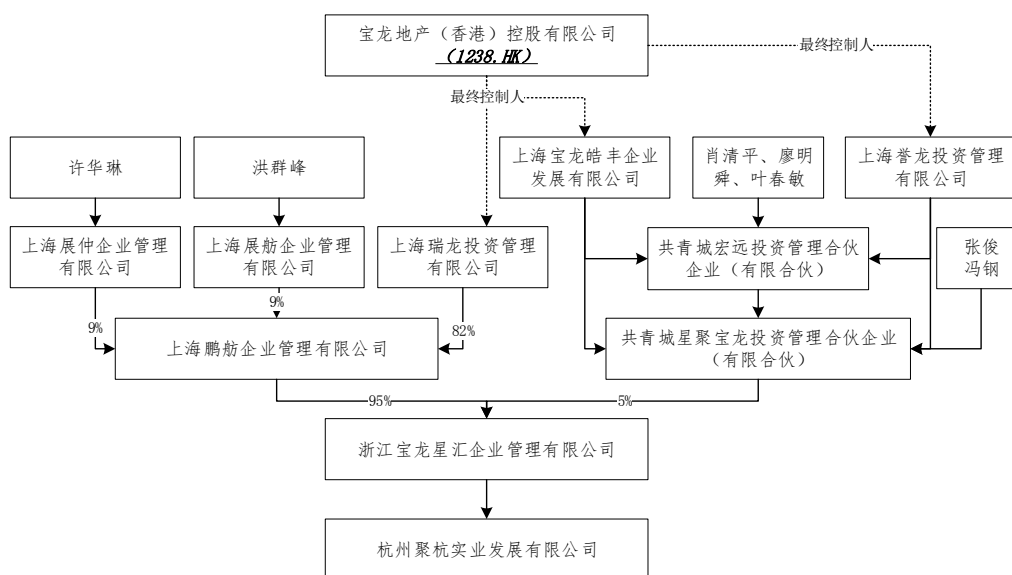 宝龙地产（香港）控股有限公司
(1238.HK)
最终控制人
最终控制人
许华琳
洪群峰
上海宝龙皓丰企业
发展有限公司
肖清平、廖明
舜、叶春敏
上海誉龙投资管理
有限公司
上海展仲企业管理
有限公司
上海展舫企业管理
有限公司
上海瑞龙投资管理
有限公司
共青城宏远投资管理合伙
企业（有限合伙）
张俊
冯钢
9%
9%
82%
上海鹏舫企业管理有限公司
共青城星聚宝龙投资管理合伙企业
（有限合伙）
95%
5%
浙江宝龙星汇企业管理有限公司
杭州聚杭实业发展有限公司